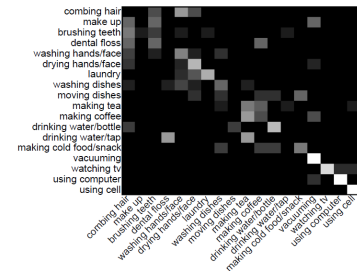 combing hair
make up
brushing teeth
dental floss
washing hands/face
drying hands/face
laundry
washing dishes
moving dishes
making tea
making coffee
drinking water/bottle
drinking water/tap
making cold food/snack
vacuuming
watching tv
using computer
using cell
combing hair
make up
brushing teeth
dental floss
washing hands/face
drying hands/face
laundry
washing dishes
moving dishes
making tea
making coffee
drinking water/bottle
drinking water/tap
making cold food/snack
vacuuming
watching tv
using computer
using cell